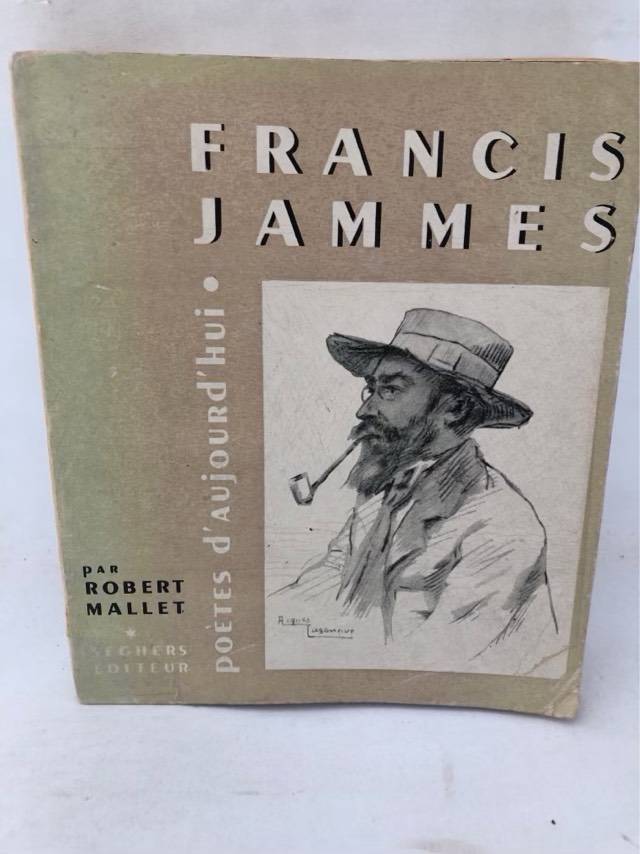 FRANCIS
JAMMES
poètes d'aujourd'hui •
par
ROBERT
MALLET
*
SEGHERS
EDITEUR